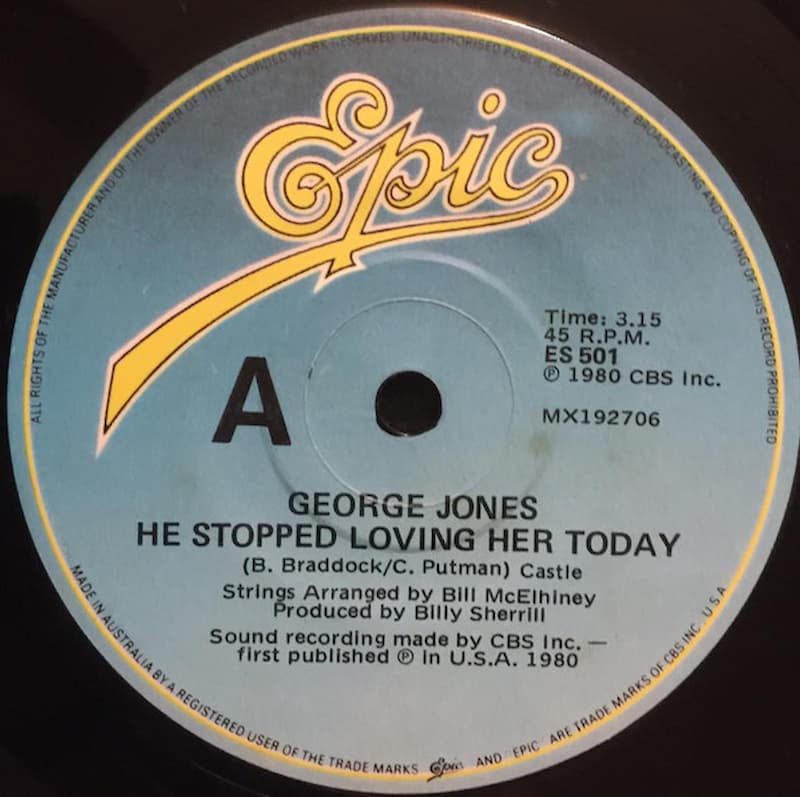 ALL RIGHTS OF THE MANUFACTURER AND OF THE OWNER OF THE RECORDED WORK RESERVED. UNAUTHORISED PERFORMANCE, BROADCASTING AND COPYING OF THIS RECORD PROHIBITED
Epic
Time: 3.15
45 R.P.M.
ES 501
℗ 1980 CBS Inc.
A
MX192706
GEORGE JONES
HE STOPPED LOVING HER TODAY
(B. Braddock/C. Putman) Castle
Strings Arranged by Bill McElhiney
Produced by Billy Sherrill
Sound recording made by CBS Inc. —
first published ℗ in U.S.A. 1980
MADE IN AUSTRALIA BY A REGISTERED USER OF THE TRADE MARKS Epic AND "EPIC" ARE TRADE MARKS OF CBS INC. U.S.A